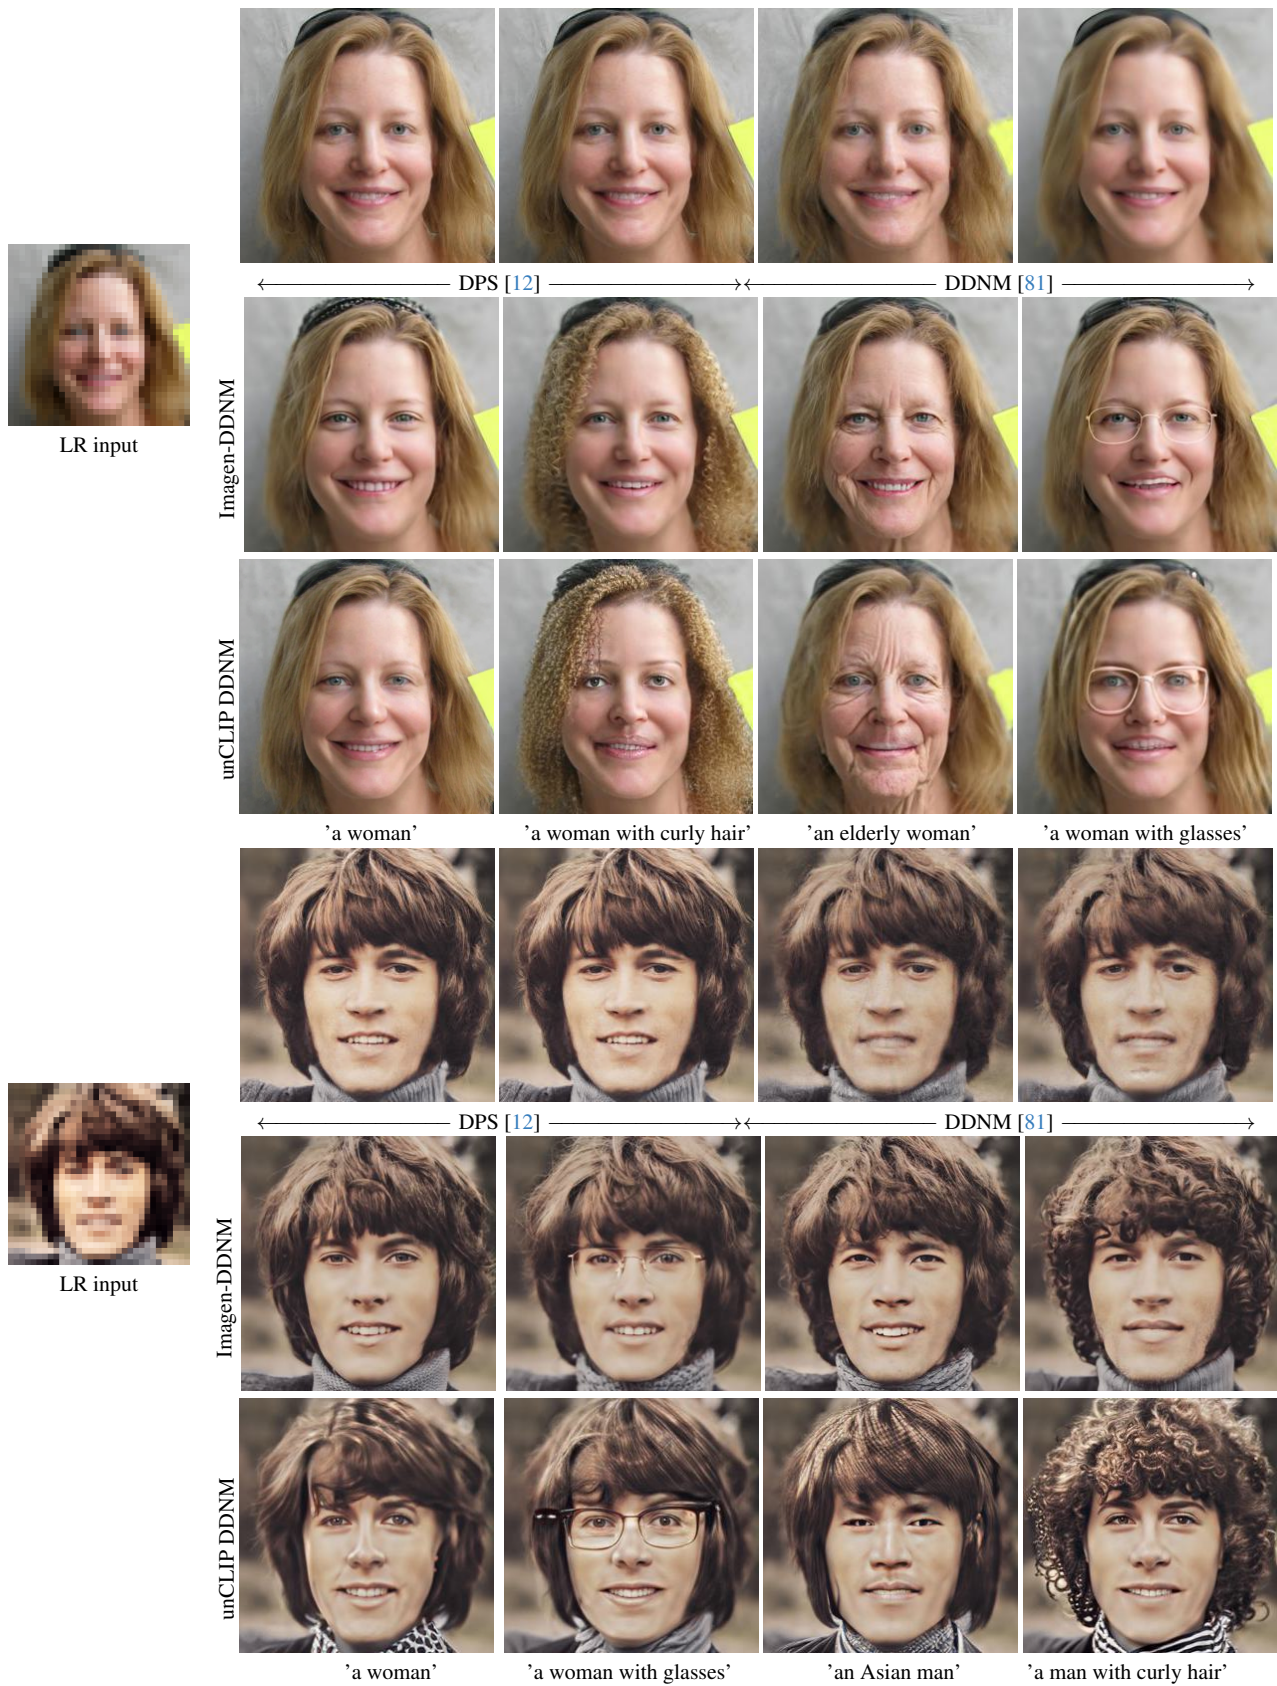 DPS [12]
DDNM [81]
LR input
Imagen-DDNM
unCLIP DDNM
’a woman’
’a woman with curly hair’
’an elderly woman’
’a woman with glasses’
DPS [12]
DDNM [81]
LR input
Imagen-DDNM
unCLIP DDNM
’a woman’
’a woman with glasses’
’an Asian man’
’a man with curly hair’